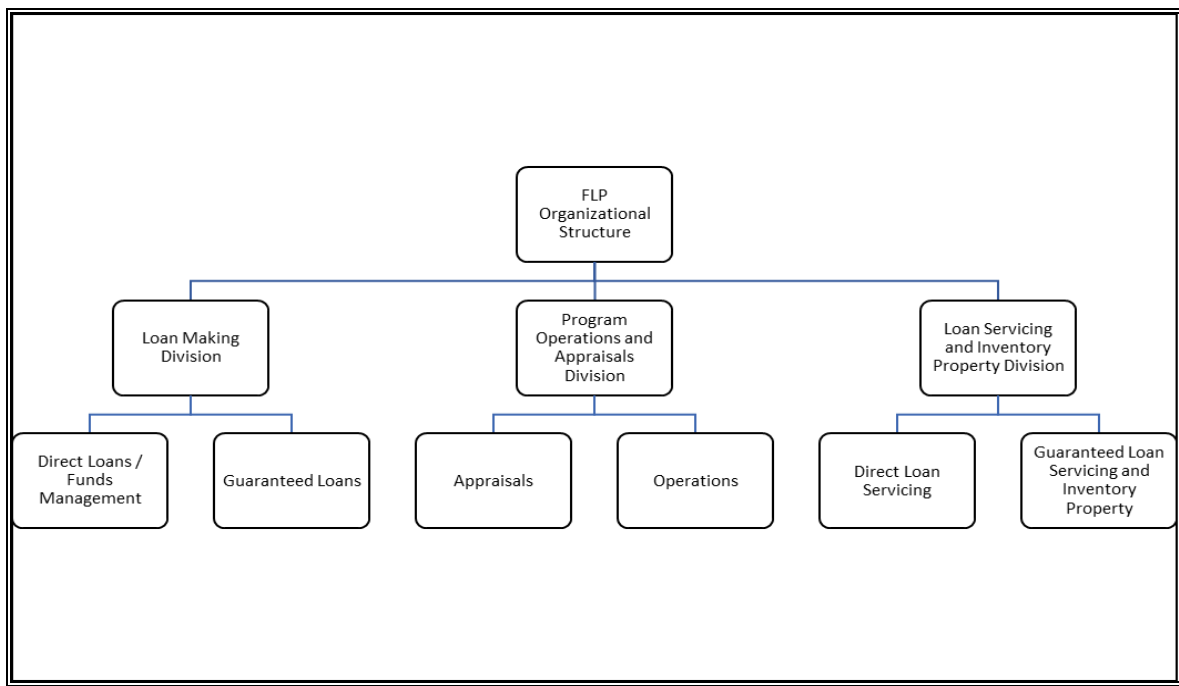 FLP
Organizational
Structure
Loan Making
Division
Program
Operations and
Appraisals
Division
Loan Servicing
and Inventory
Property Division
Direct Loans /
Funds
Management
Guaranteed Loans
Appraisals
Operations
Direct Loan
Servicing
Guaranteed Loan
Servicing and
Inventory
Property